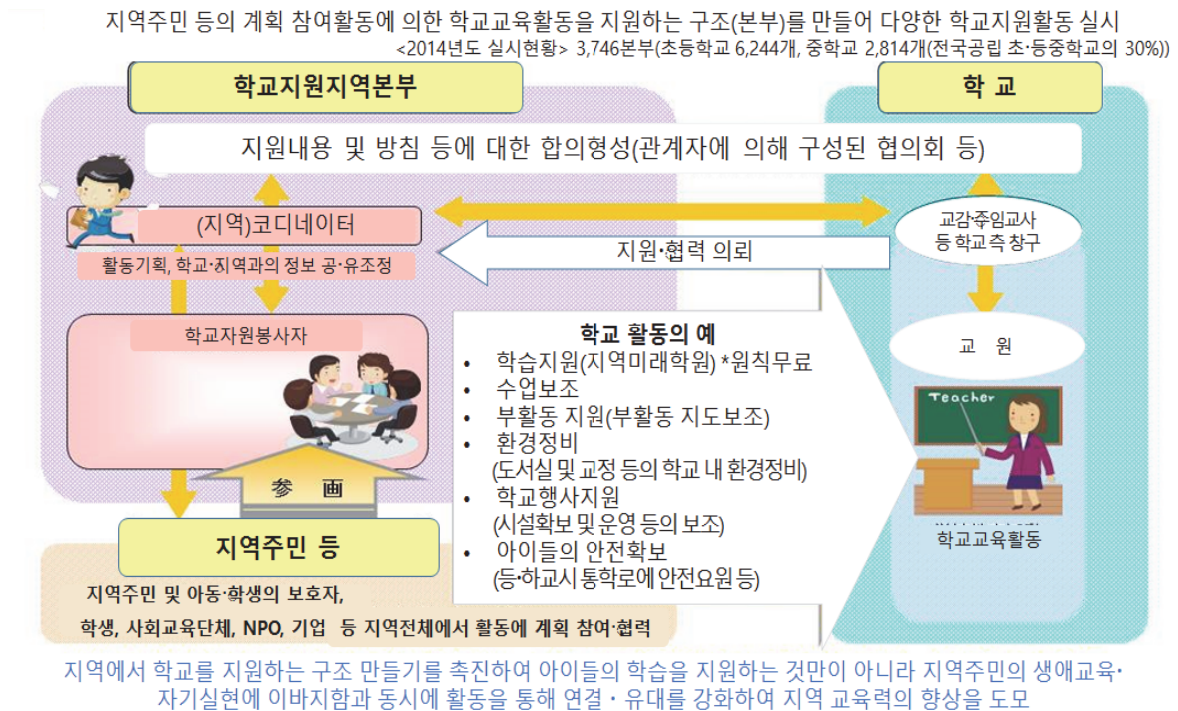 지역주민 등의 계획 참여활동에 의한 학교교육활동을 지원하는 구조(본부)를 만들어 다양한 학교지원활동 실시
<2014년도 실시현황> 3,746본부(초등학교 6,244개, 중학교 2,814개(전국공립 초·등중학교의 30%))
학교지원지역본부
학 교
지원내용 및 방침 등에 대한 합의형성(관계자에 의해 구성된 협의회 등)
(지역)코디네이터
활동기획, 학교·지역과의 정보 공·유조정
교감·주임교사
등 학교 측 창구
지원·협력 의뢰
학교자원봉사자
학교 활동의 예
• 학습지원(지역미래학원) *원칙무료
• 수업보조
• 부활동 지원(부활동 지도보조)
• 환경정비
(도서실 및 교정 등의 학교 내 환경정비)
• 학교행사지원
(시설확보 및 운영 등의 보조)
• 아이들의 안전확보
(등·하교시 통학로에 안전요원 등)
교 원
Teacher
학교교육활동
参 画
지역주민 등
지역주민 및 아동·학생의 보호자,
학생, 사회교육단체, NPO, 기업 등 지역전체에서 활동에 계획 참여·협력
지역에서 학교를 지원하는 구조 만들기를 촉진하여 아이들의 학습을 지원하는 것만이 아니라 지역주민의 생애교육·
자기실현에 이바지함과 동시에 활동을 통해 연결·유대를 강화하여 지역 교육력의 향상을 도모